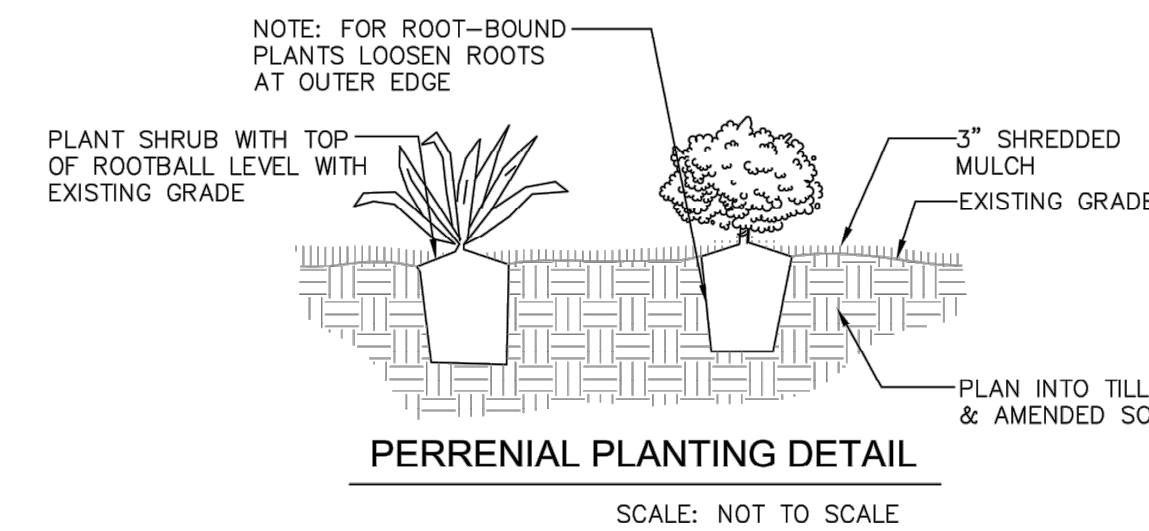 NOTE: FOR ROOT-BOUND
PLANTS LOOSEN ROOTS
AT OUTER EDGE
PLANT SHRUB WITH TOP
OF ROOTBALL LEVEL WITH
EXISTING GRADE
3" SHREDDED
MULCH
EXISTING GRADE
PLAN INTO TILL
& AMENDED SO
PERRENIAL PLANTING DETAIL
SCALE: NOT TO SCALE